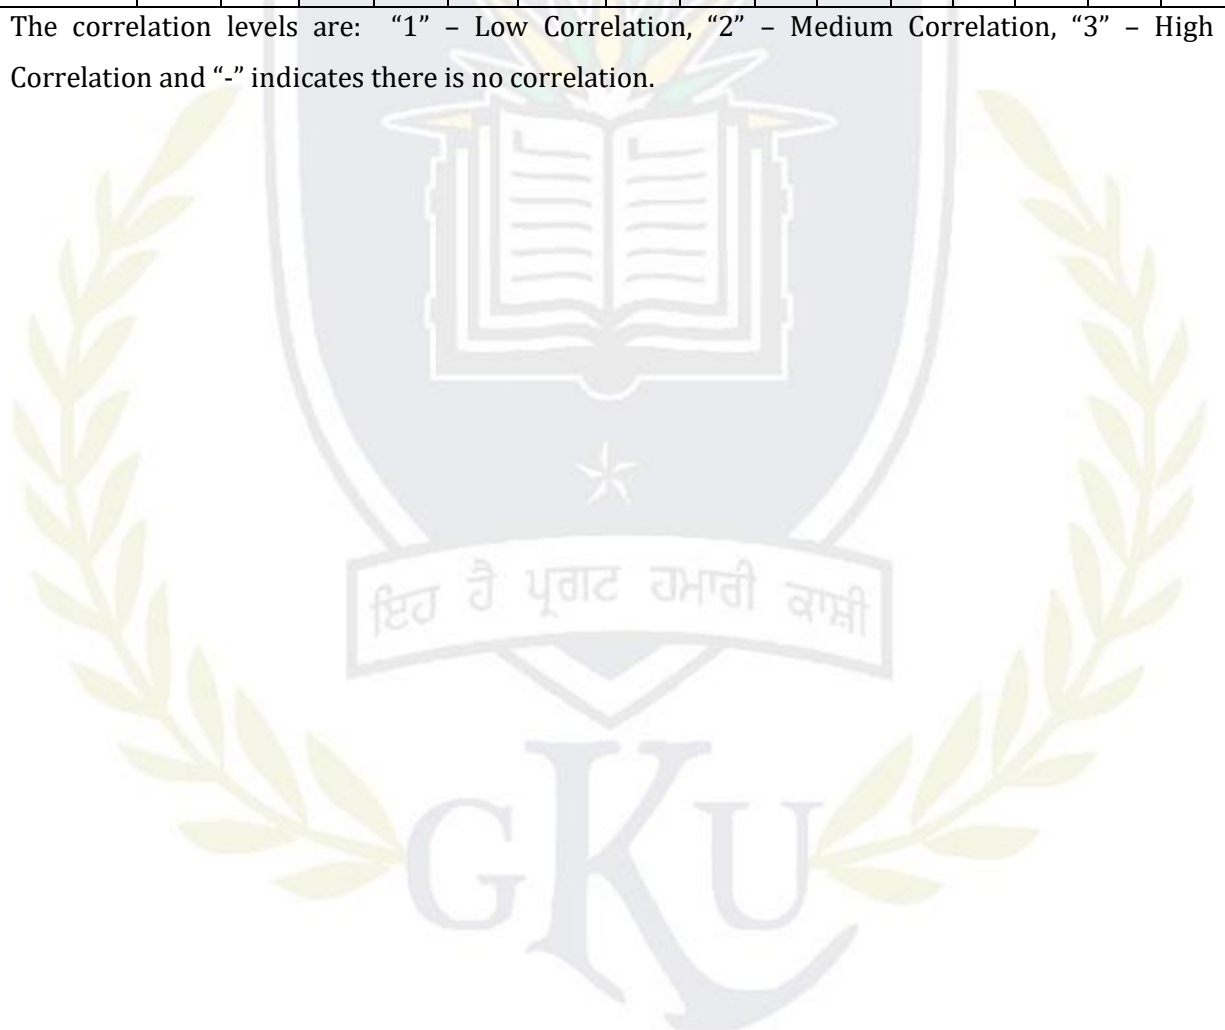 The correlation levels are: “1” – Low Correlation, “2” – Medium Correlation, “3” – High
Correlation and “-” indicates there is no correlation.
ਇਹ ਹੈ ਪ੍ਰਗਟ ਹਮਾਰੀ ਕਾਸ਼ੀ
GKU